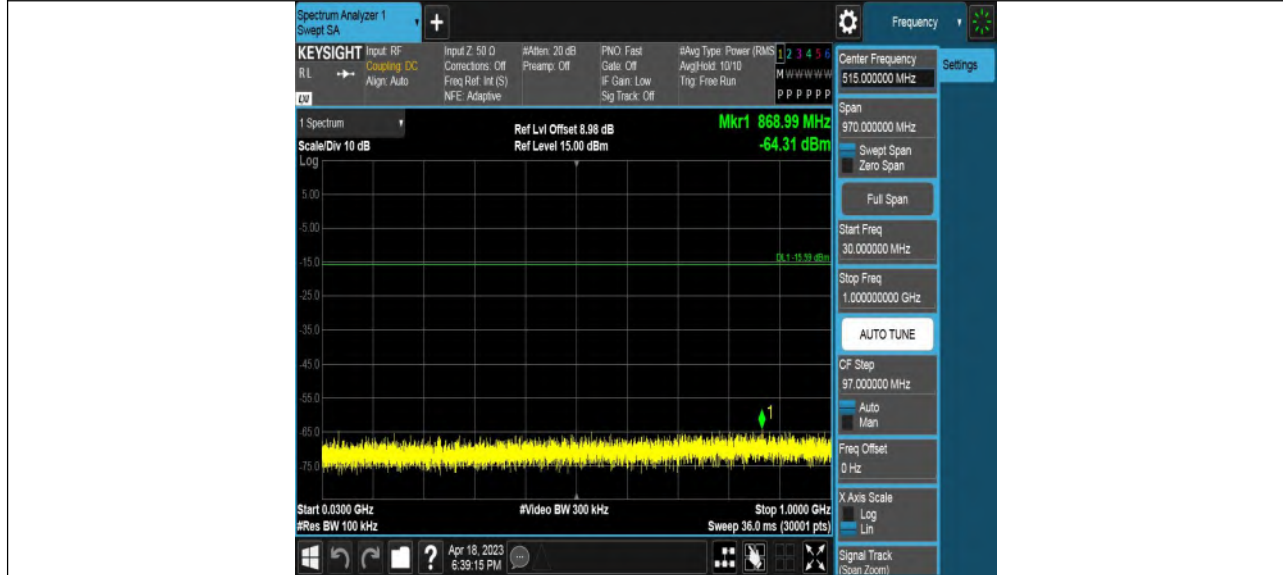 Spectrum Analyzer 1
Swept SA
+
Frequency
KEYSIGHT
RL
Input: RF
Coupling: DC
Align: Auto
Input Z: 50 Ω
Corrections: Off
Freq Ref: Int (S)
NFE: Adaptive
#Atten: 20 dB
Preamp: Off
PNO: Fast
Gate: Off
IF Gain: Low
Sig Track: Off
#Avg Type: Power (RMS
Avg|Hold: 10/10
Trig: Free Run
1 2 3 4 5 6
M W W W W W
P P P P P P
1 Spectrum
Scale/Div 10 dB
Ref Lvl Offset 8.98 dB
Ref Level 15.00 dBm
Mkr1 868.99 MHz
-64.31 dBm
Log
5.00
-5.00
-15.0
DL1 -15.59 dBm
-25.0
-35.0
-45.0
-55.0
1
-65.0
-75.0
Start 0.0300 GHz
#Video BW 300 kHz
Stop 1.0000 GHz
#Res BW 100 kHz
Sweep 36.0 ms (30001 pts)
?
Apr 18, 2023
6:39:15 PM
Center Frequency
515.000000 MHz
Settings
Span
970.000000 MHz
Swept Span
Zero Span
Full Span
Start Freq
30.000000 MHz
Stop Freq
1.000000000 GHz
AUTO TUNE
CF Step
97.000000 MHz
Auto
Man
Freq Offset
0 Hz
X Axis Scale
Log
Lin
Signal Track
(Span Zoom)